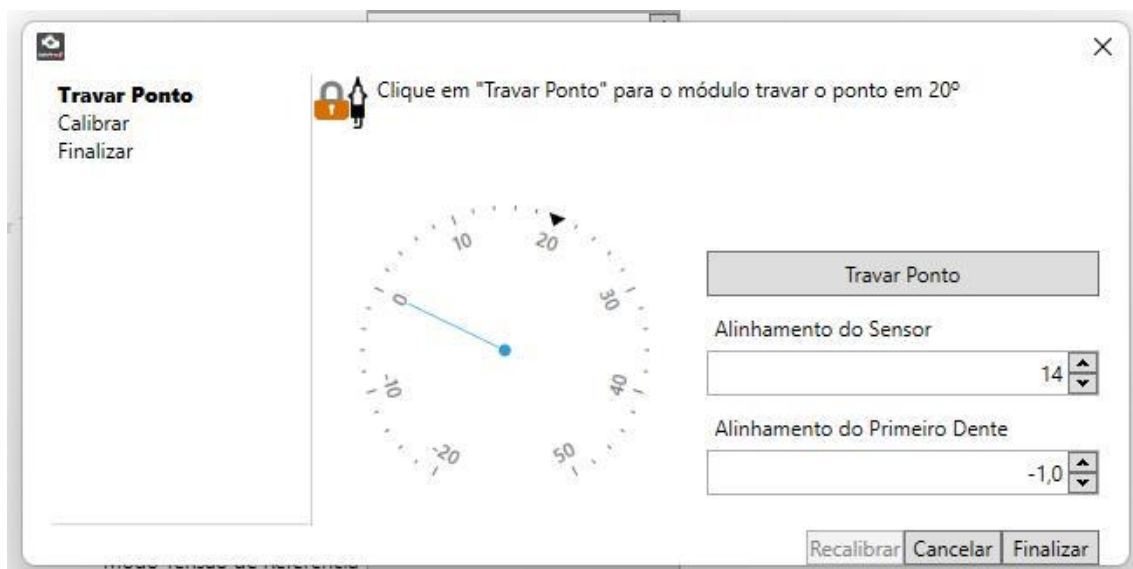 Travar Ponto
Calibrar
Finalizar
Clique em "Travar Ponto" para o módulo travar o ponto em 20º
-20
-10
0
10
20
30
40
50
Travar Ponto
Alinhamento do Sensor
14
Alinhamento do Primeiro Dente
-1,0
Recalibrar Cancelar Finalizar